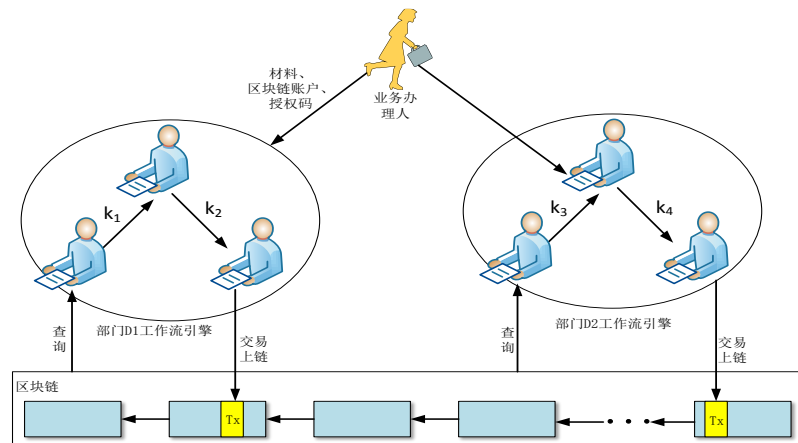 材料、
区块链账户、
授权码
业务办
理人
k₁
k₂
k₃
k₄
部门D1工作流引擎
部门D2工作流引擎
查
询
交易
上链
查
询
交易
上链
区块链
Tx
• • •
Tx